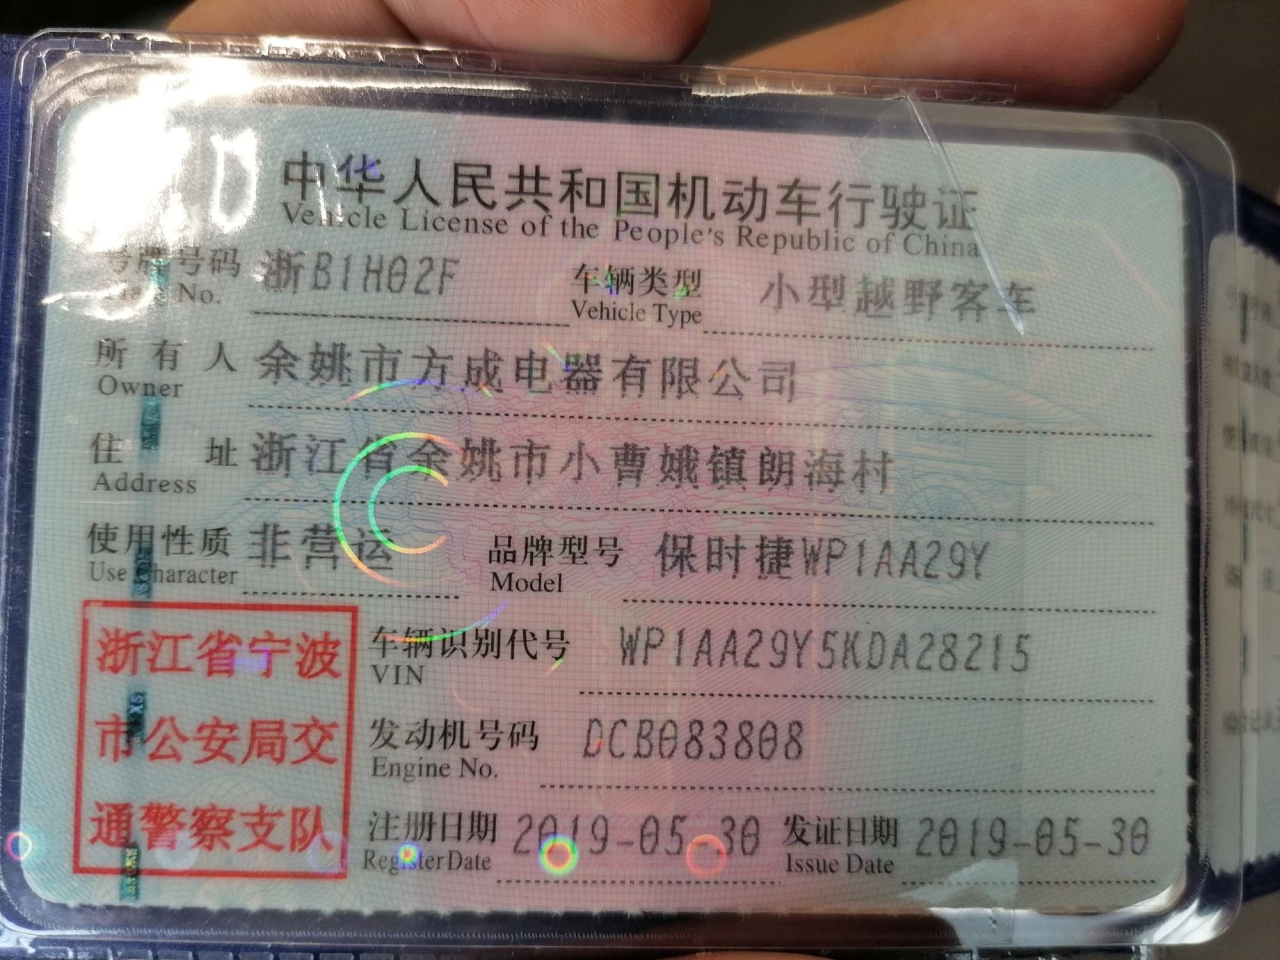 中华人民共和国机动车行驶证
Vehicle License of the People's Republic of China
号牌号码 浙B1H02F 车辆类型 小型越野客车
No. Vehicle Type
所有人 余姚市方成电器有限公司
Owner
住址 浙江省余姚市小曹娥镇朗海村
Address
使用性质 非营运 品牌型号 保时捷WP1AA29Y
Use Character Model
浙江省宁波
市公安局交
通警察支队
车辆识别代号 WP1AA29Y5KDA28215
VIN
发动机号码 DCB083808
Engine No.
注册日期 2019-05-30 发证日期 2019-05-30
Register Date Issue Date